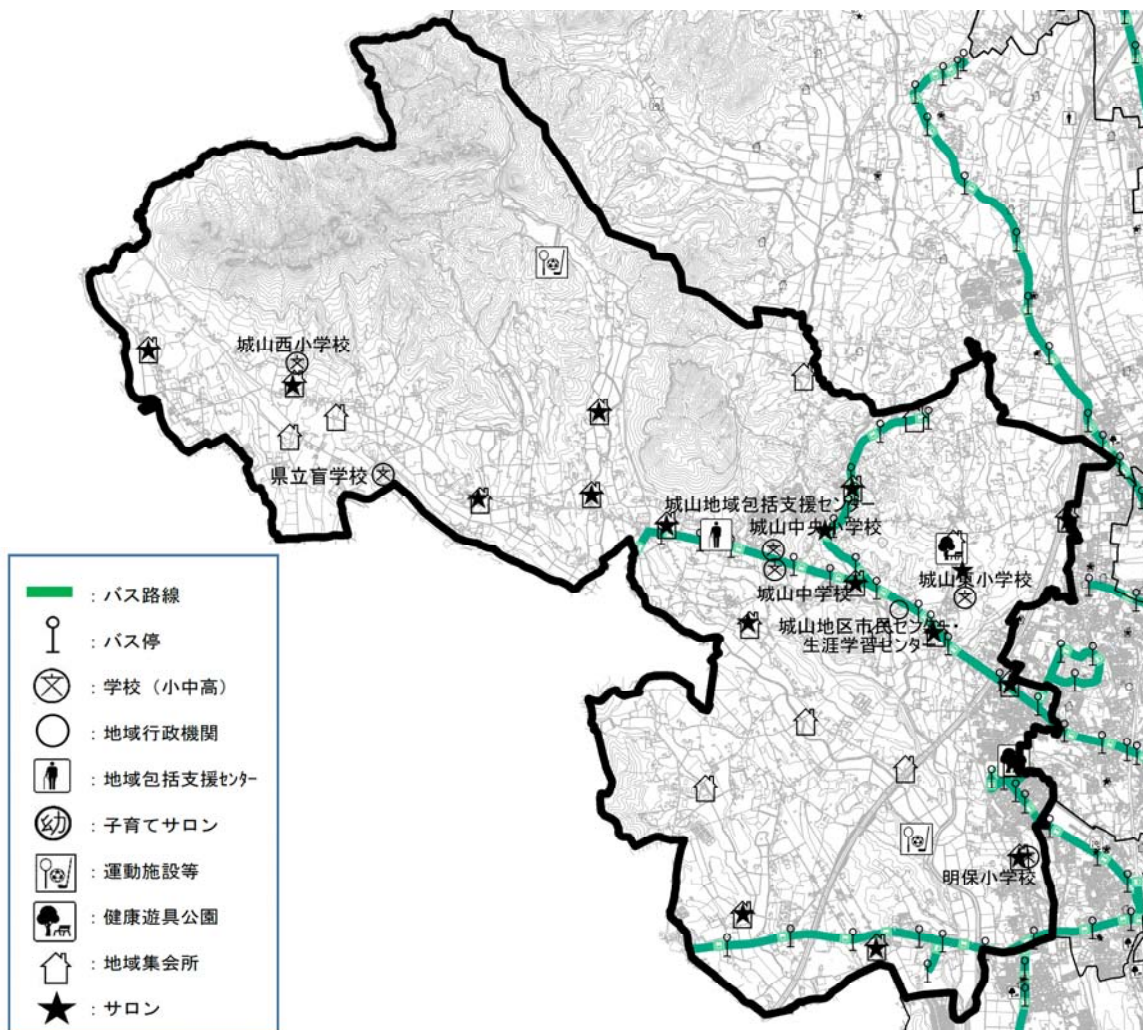 城山西小学校
県立盲学校
城山地域包括支援センター
城山中央小学校
城山中学校
城山東小学校
城山地区市民センター・
生涯学習センター
明保小学校
：バス路線
：バス停
文：学校（小中高）
：地域行政機関
：地域包括支援センター
幼：子育てサロン
：運動施設等
：健康遊具公園
：地域集会所
：サロン